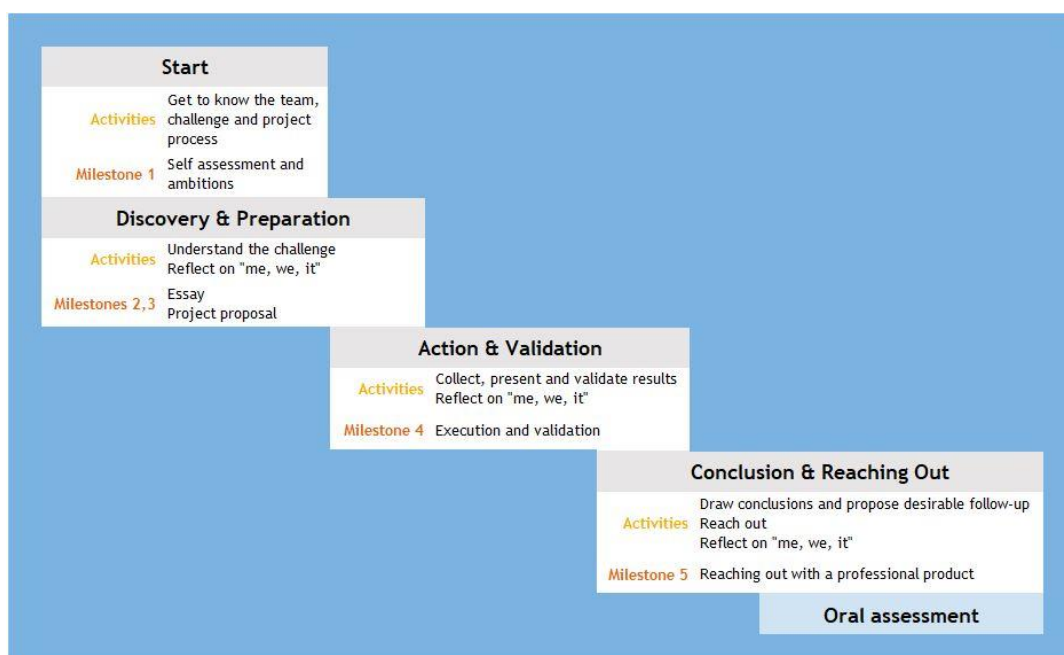 Start
Activities
Get to know the team,
challenge and project
process
Milestone 1
Self assessment and
ambitions
Discovery & Preparation
Activities
Understand the challenge
Reflect on "me, we, it"
Milestones 2,3
Essay
Project proposal
Action & Validation
Activities
Collect, present and validate results
Reflect on "me, we, it"
Milestone 4
Execution and validation
Conclusion & Reaching Out
Activities
Draw conclusions and propose desirable follow-up
Reach out
Reflect on "me, we, it"
Milestone 5
Reaching out with a professional product
Oral assessment